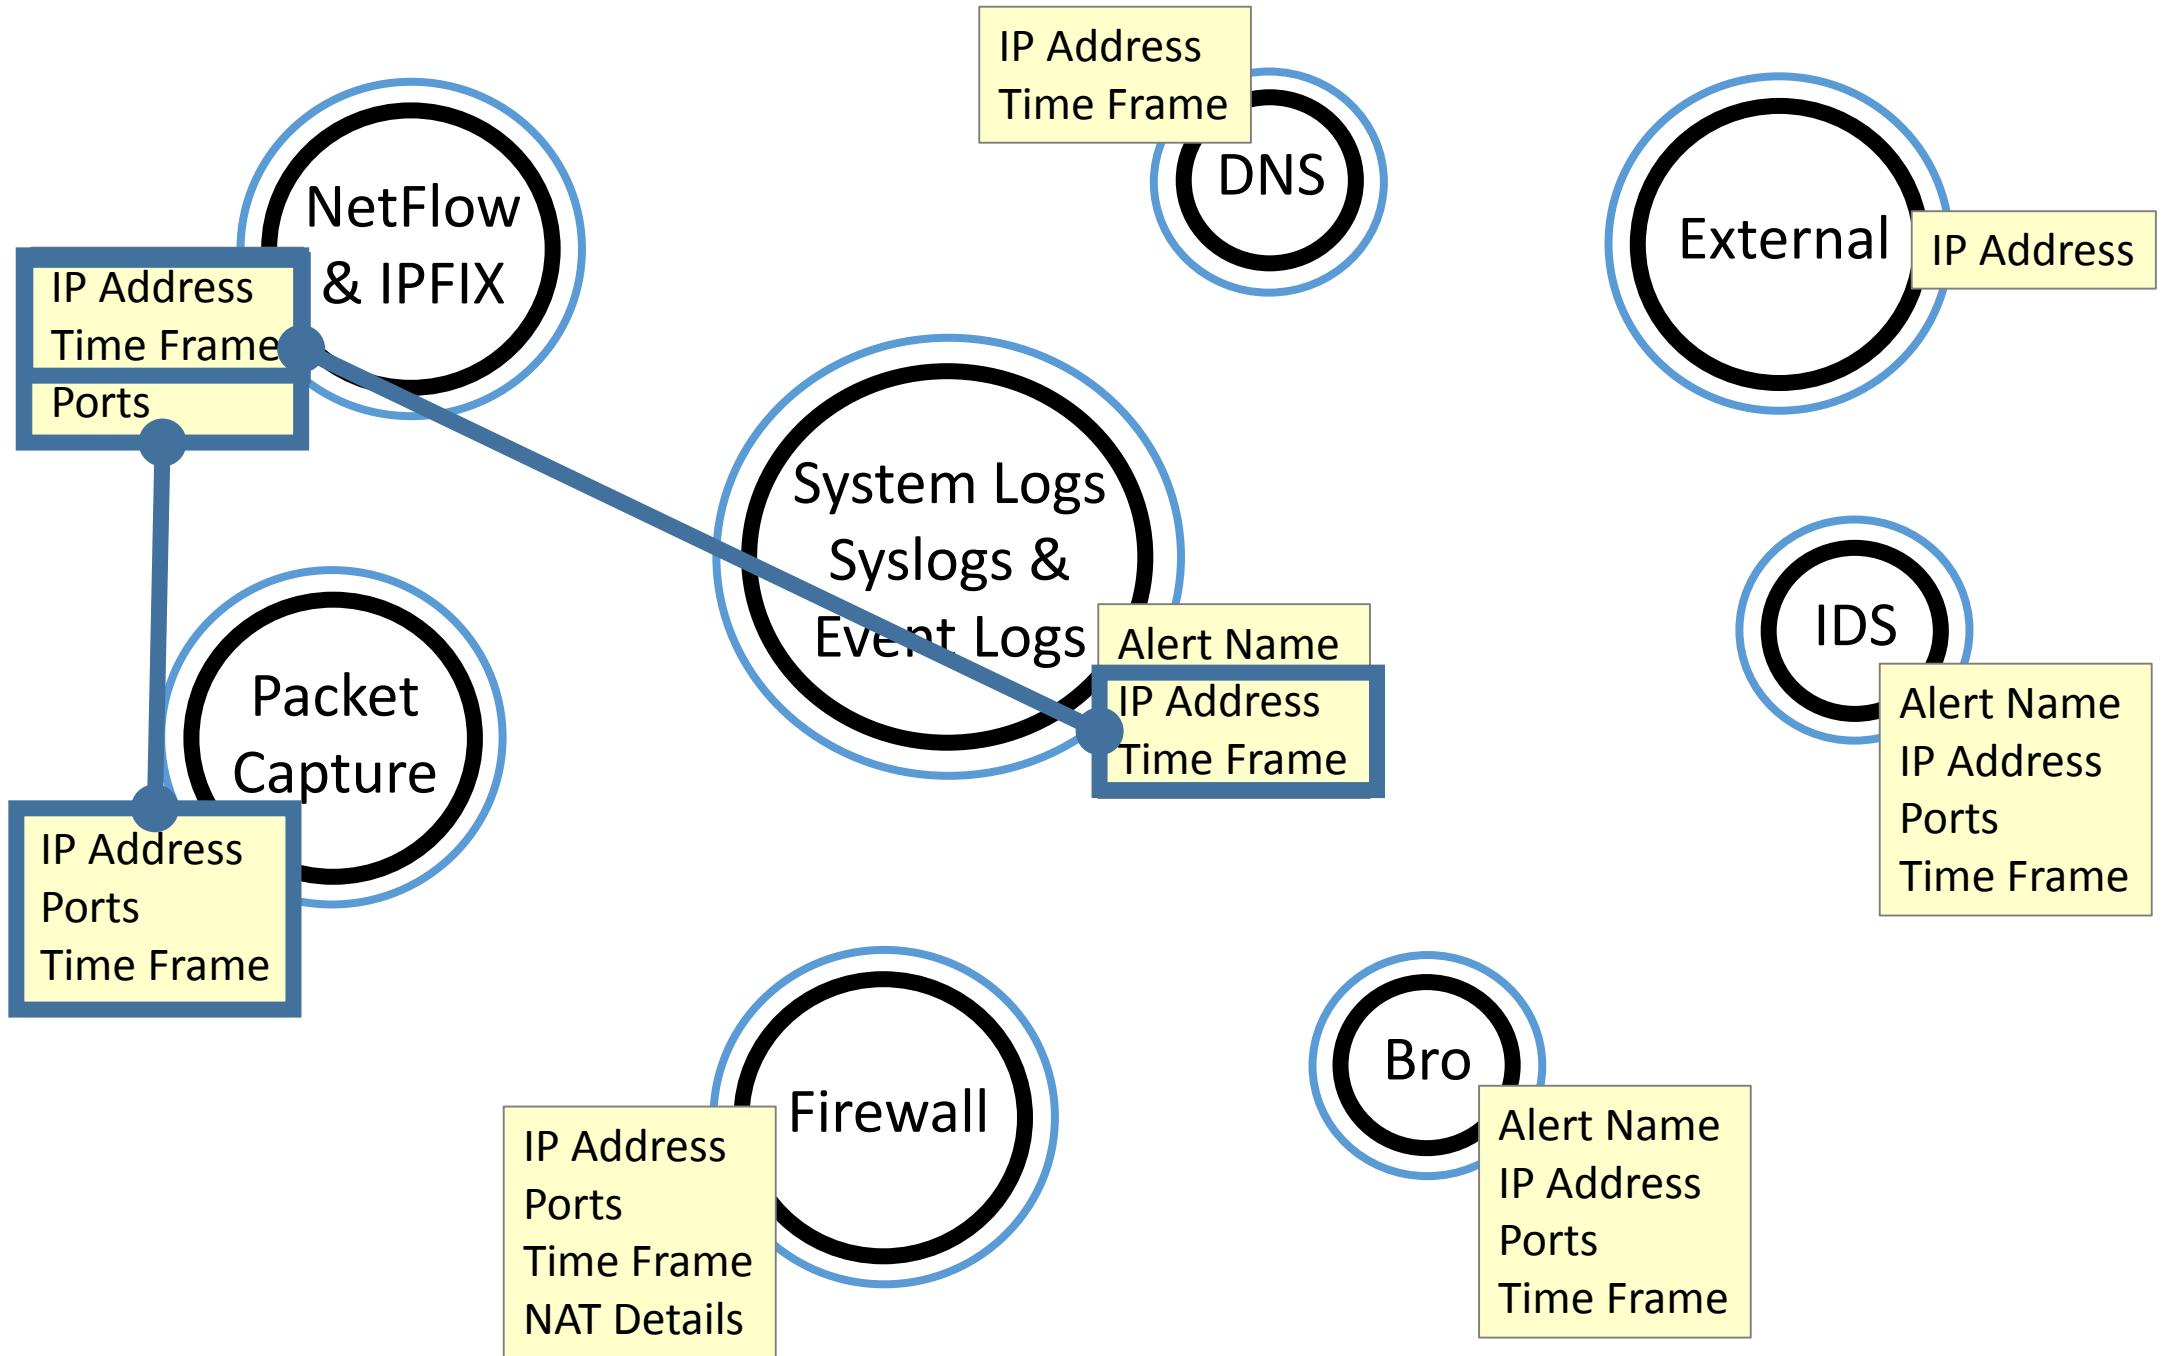 IP Address
Time Frame
DNS
NetFlow
& IPFIX
IP Address
Time Frame
Ports
External
IP Address
System Logs
Syslogs &
Event Logs
Alert Name
IP Address
Time Frame
IDS
Alert Name
IP Address
Ports
Time Frame
Packet
Capture
IP Address
Ports
Time Frame
Firewall
IP Address
Ports
Time Frame
NAT Details
Bro
Alert Name
IP Address
Ports
Time Frame